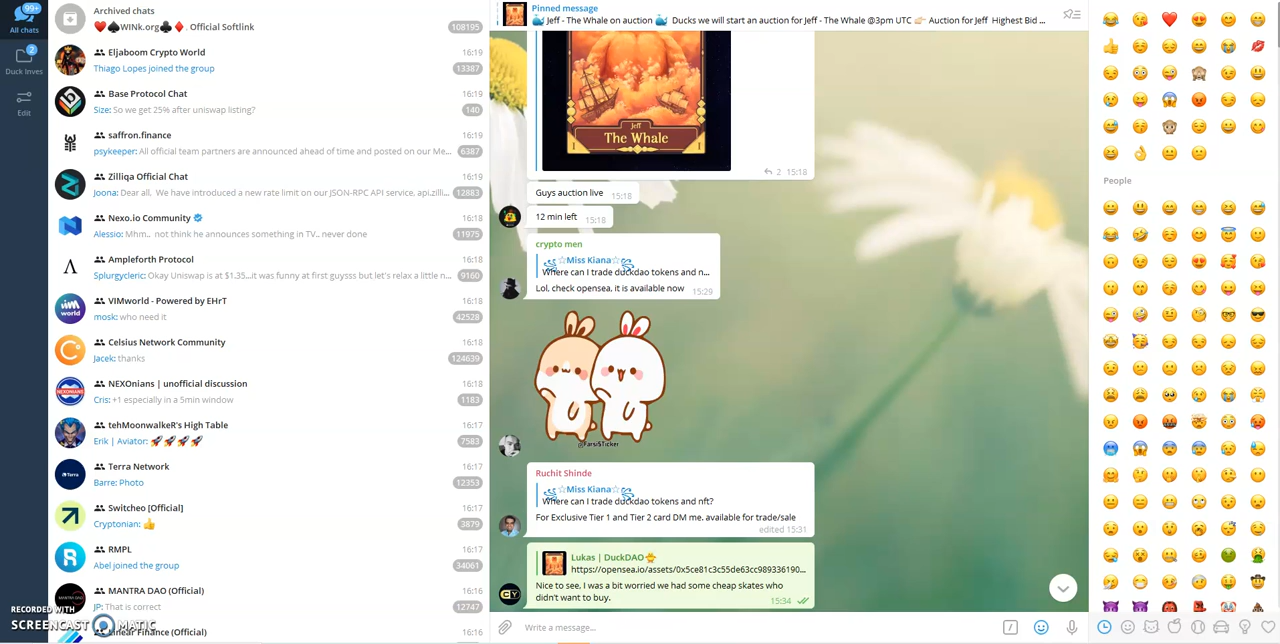 99+
All chats
2
Duck Inves
Edit
Archived chats
WINk.org Official Softlink
108195
Eljaboom Crypto World 16:19
Thiago Lopes joined the group 13387
Base Protocol Chat 16:19
Size: So we get 25% after uniswap listing? 140
saffron.finance 16:19
psykeeper: All official team partners are announced ahead of time and posted on our Me... 6387
Zilliqa Official Chat 16:19
Joona: Dear all, We have introduced a new rate limit on our JSON-RPC API service, api.zilli... 12883
Nexo.io Community 16:18
Alessio: Mhm.. not think he announces something in TV.. never done 11975
Ampleforth Protocol 16:18
Splurgycleric: Okay Uniswap is at $1.35...it was funny at first guysss but let's relax a little n... 9160
VIMworld - Powered by EHrT 16:18
mosk: who need it 42528
Celsius Network Community 16:18
Jacek: thanks 124639
NEXOnians | unofficial discussion 16:18
Cris: +1 especially in a 5min window 1183
tehMoonwalkeR's High Table 16:17
Erik | Aviator: 🚀🚀🚀🚀 7583
Terra Network 16:17
Barre: Photo 12353
Switcheo [Official] 16:17
Cryptonian: 👍 3879
RMPL 16:17
Abel joined the group 34061
MANTRA DAO (Official) 16:17
JP: That is correct 12747
Linear Finance (Official) 16:16
RECORDED WITH
SCREENCAST MATIC
Pinned message
🐳 Jeff - The Whale on auction 🐳 Ducks we will start an auction for Jeff - The Whale @3pm UTC 👉 Auction for Jeff Highest Bid ...
Jeff
The Whale
I I
2 15:18
Guys auction live 15:18
12 min left 15:18
crypto men
☆Miss Kiana☆
Where can I trade duckdao tokens and n...
Lol, check opensea, it is available now 15:29
@FarsiSticker
Ruchit Shinde
☆Miss Kiana☆
Where can I trade duckdao tokens and nft?
For Exclusive Tier 1 and Tier 2 card DM me. available for trade/sale
edited 15:31
Lukas | DuckDAO
https://opensea.io/assets/0x5ce81c3c55dd63cc989336190...
Nice to see. I was a bit worried we had some cheap skates who
didn't want to buy. 15:34
Write a message...
People